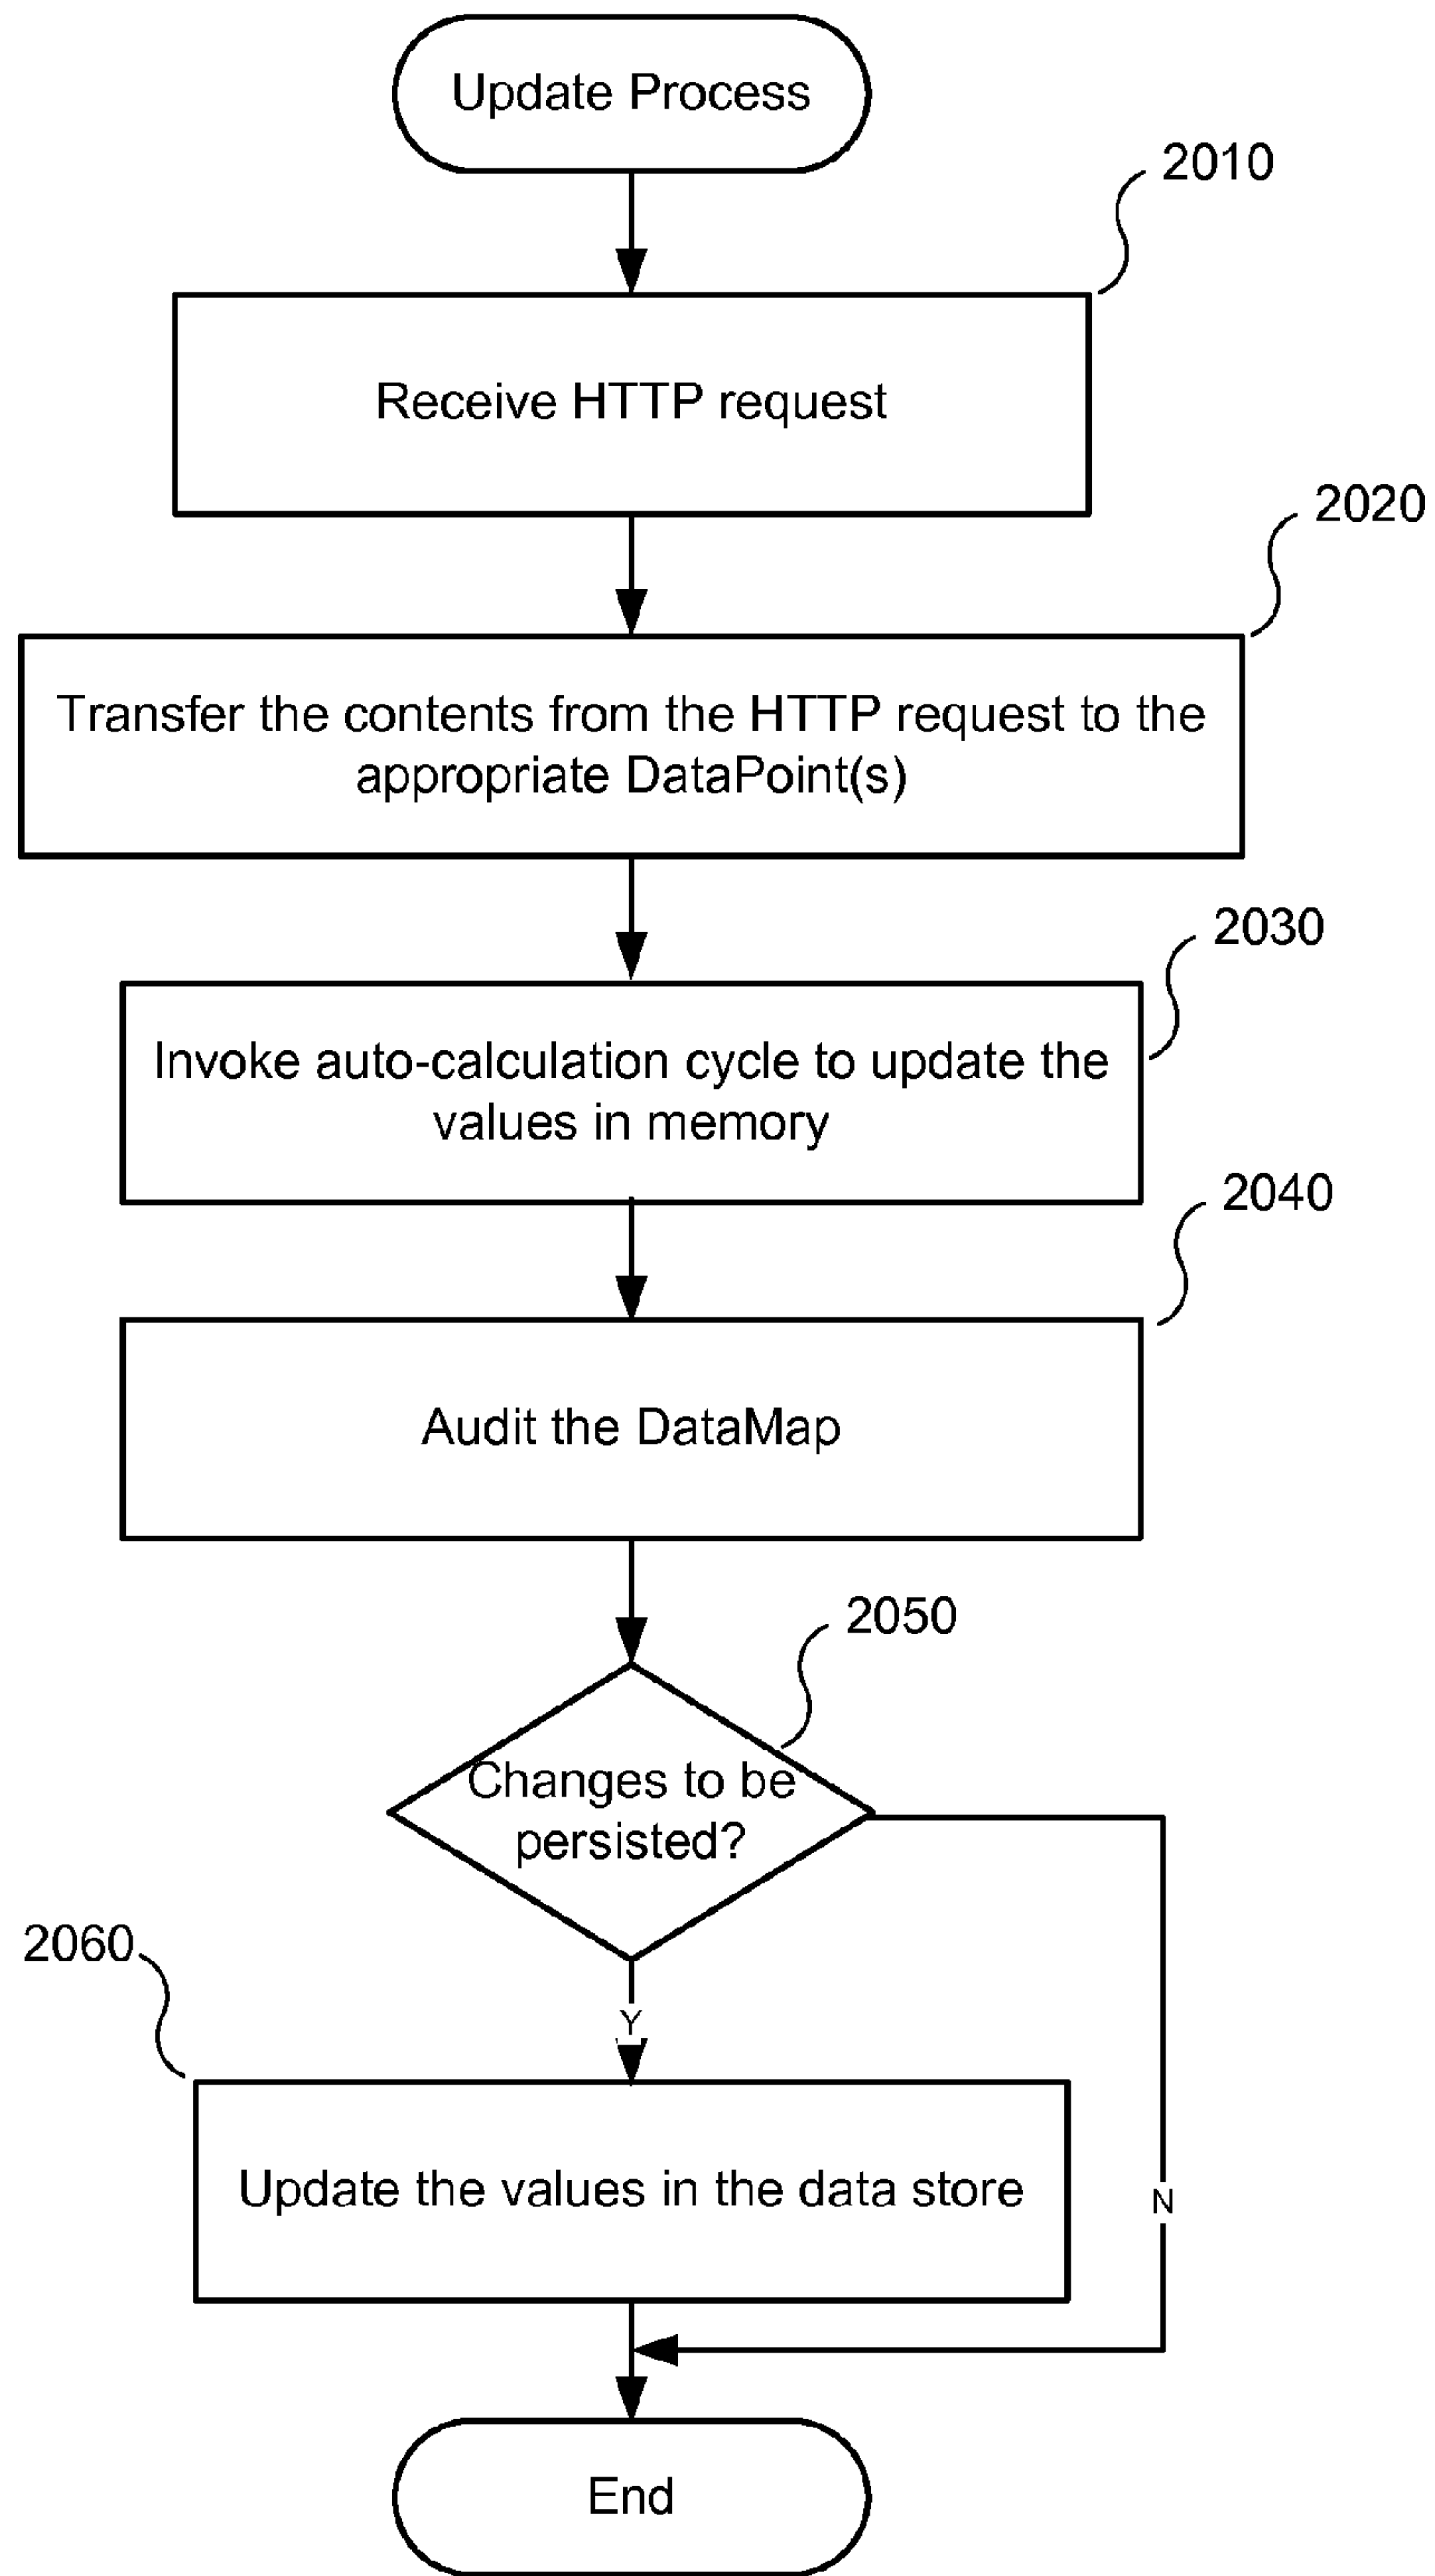 Update Process
2010
Receive HTTP request
2020
Transfer the contents from the HTTP request to the
appropriate DataPoint(s)
2030
Invoke auto-calculation cycle to update the
values in memory
2040
Audit the DataMap
2050
Changes to be
persisted?
2060
Y
Update the values in the data store
N
End